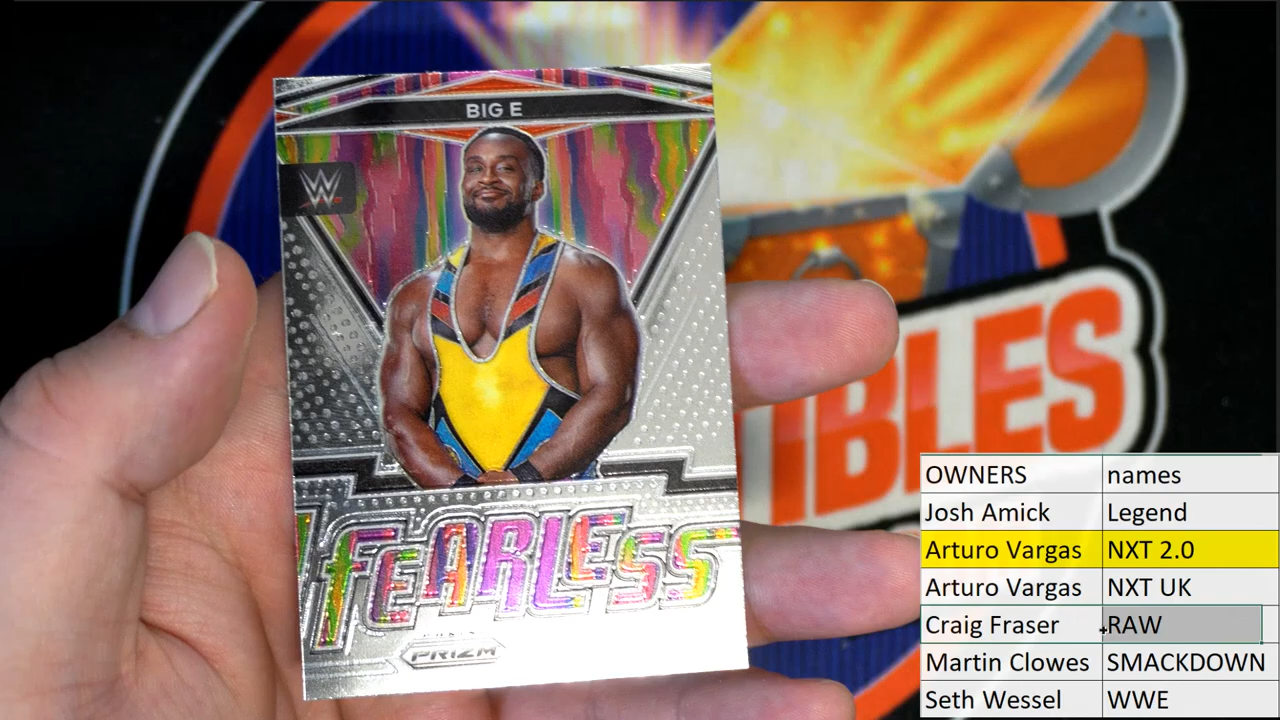 BIG E
W
FEARLESS
PANINI
PRIZM
IBLES
OWNERS names
Josh Amick Legend
Arturo Vargas NXT 2.0
Arturo Vargas NXT UK
Craig Fraser RAW
Martin Clowes SMACKDOWN
Seth Wessel WWE